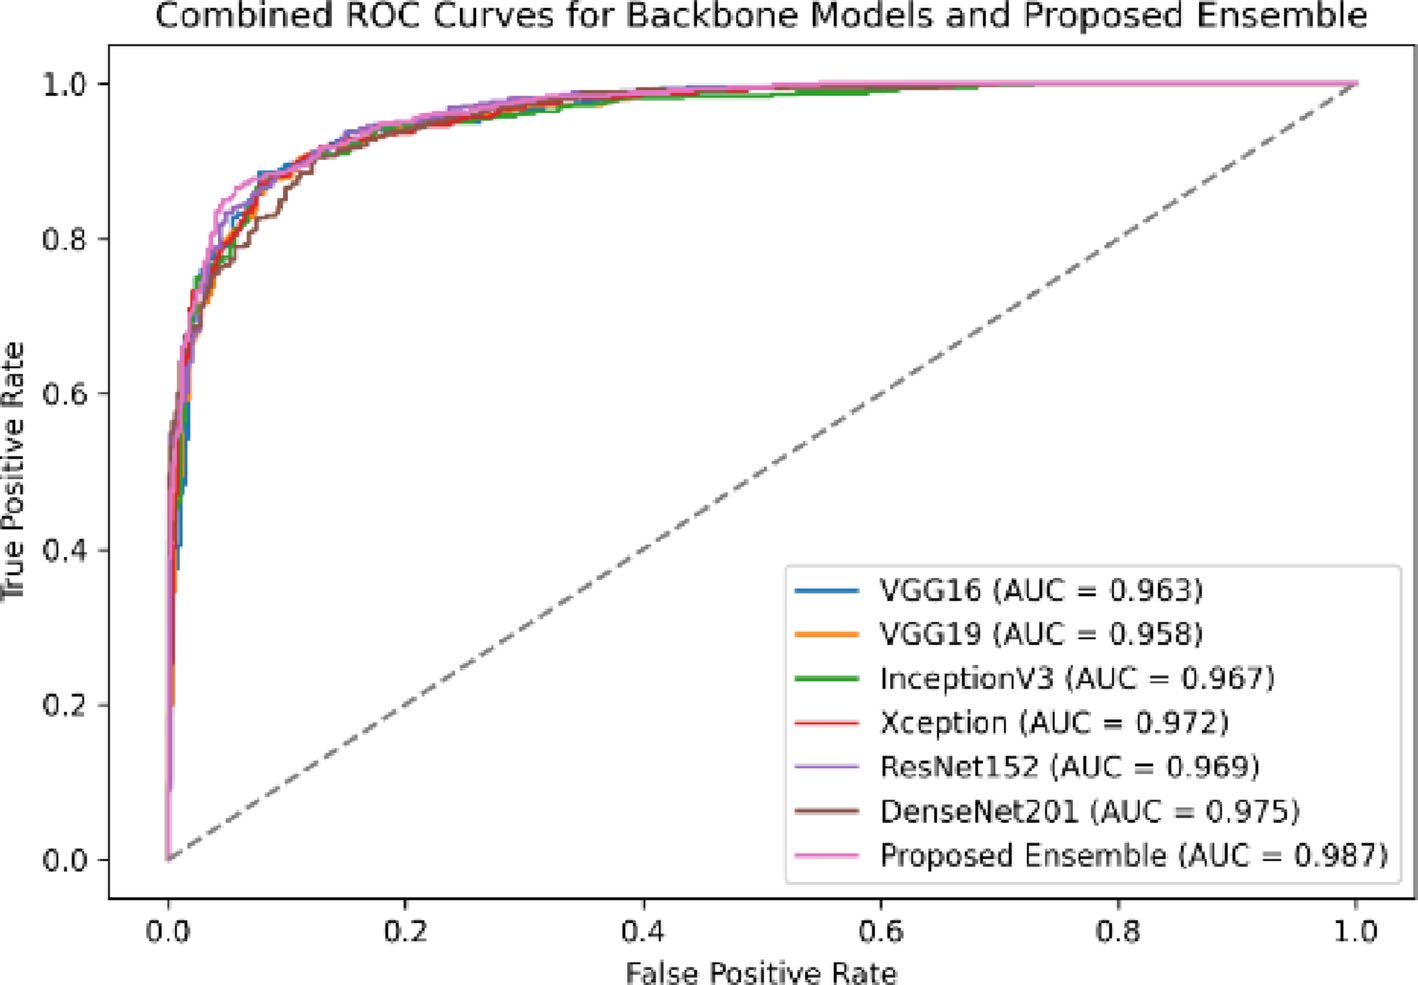 Combined ROC Curves for Backbone Models and Proposed Ensemble
1.0
0.8
0.6
0.4
0.2
0.0
True Positive Rate
VGG16 (AUC = 0.963)
VGG19 (AUC = 0.958)
InceptionV3 (AUC = 0.967)
Xception (AUC = 0.972)
ResNet152 (AUC = 0.969)
DenseNet201 (AUC = 0.975)
Proposed Ensemble (AUC = 0.987)
0.0 0.2 0.4 0.6 0.8 1.0
False Positive Rate